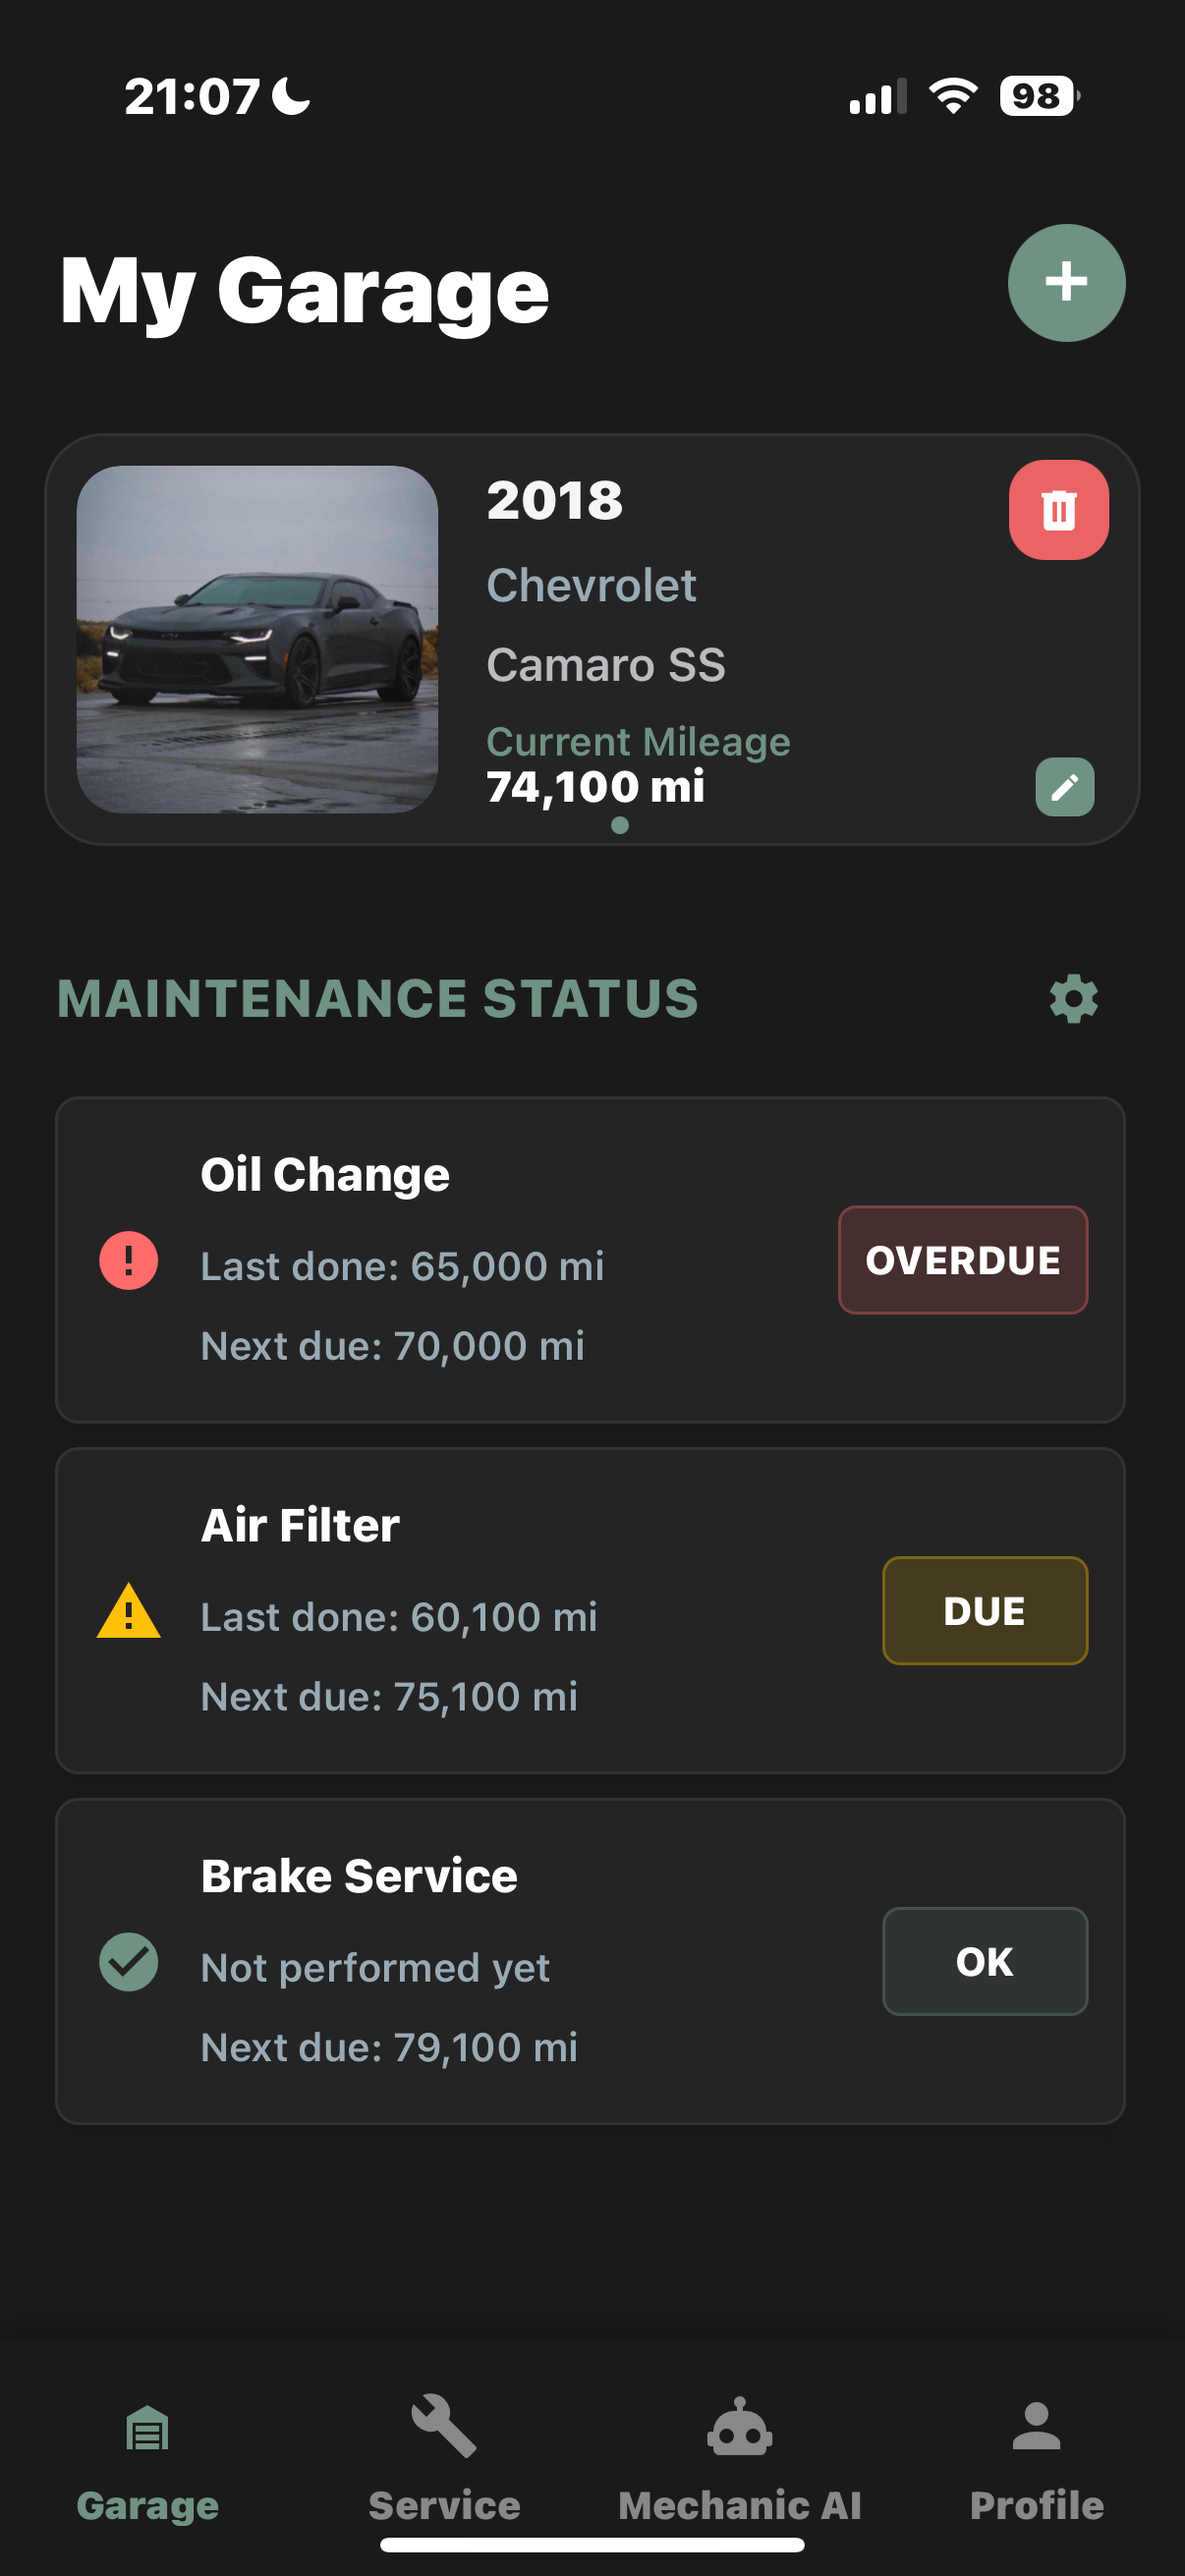 21:07
98
My Garage
2018
Chevrolet
Camaro SS
Current Mileage
74,100 mi
MAINTENANCE STATUS
Oil Change
Last done: 65,000 mi
Next due: 70,000 mi
OVERDUE
Air Filter
Last done: 60,100 mi
Next due: 75,100 mi
DUE
Brake Service
Not performed yet
Next due: 79,100 mi
OK
Garage
Service
Mechanic AI
Profile